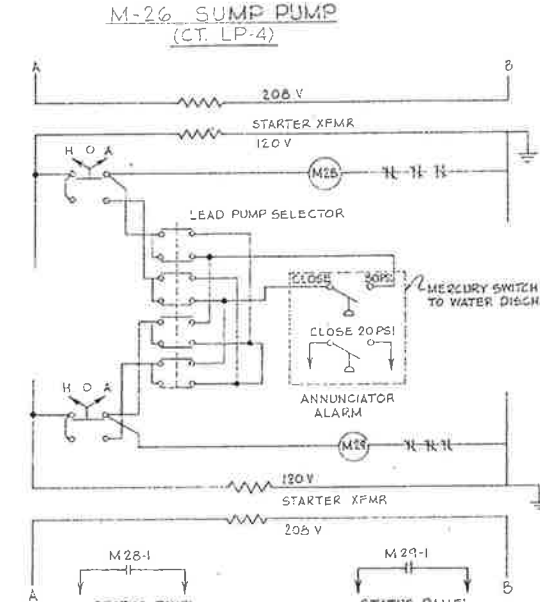 M-26 SUMP PUMP
(CT. LP-4)
A B
208 V
STARTER XFMR
120V
H O A
M28
LEAD PUMP SELECTOR
CLOSE 30PSI
MERCURY SWITCH
TO WATER DISCH
CLOSE 20 PSI
ANNUNCIATOR
ALARM
H O A
M29
120 V
STARTER XFMR
208 V
M28-1 M29-1
A B